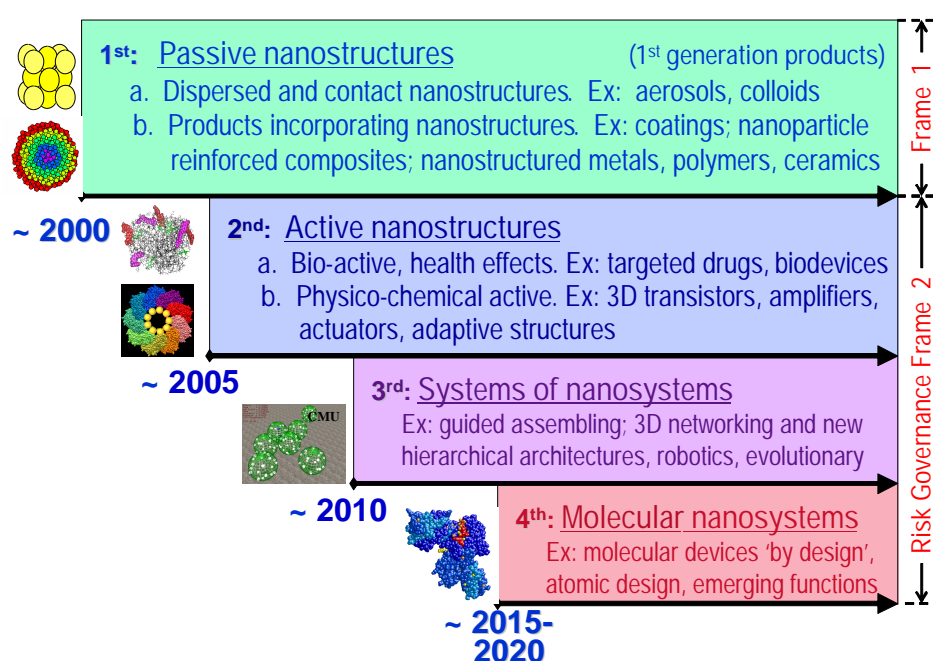 1st: Passive nanostructures (1st generation products)
a. Dispersed and contact nanostructures. Ex: aerosols, colloids
b. Products incorporating nanostructures. Ex: coatings; nanoparticle
reinforced composites; nanostructured metals, polymers, ceramics
Frame 1
~ 2000
2nd: Active nanostructures
a. Bio-active, health effects. Ex: targeted drugs, biodevices
b. Physico-chemical active. Ex: 3D transistors, amplifiers,
actuators, adaptive structures
Risk Governance Frame 2
~ 2005
CMU
3rd: Systems of nanosystems
Ex: guided assembling; 3D networking and new
hierarchical architectures, robotics, evolutionary
~ 2010
4th: Molecular nanosystems
Ex: molecular devices ‘by design’,
atomic design, emerging functions
~ 2015-
2020